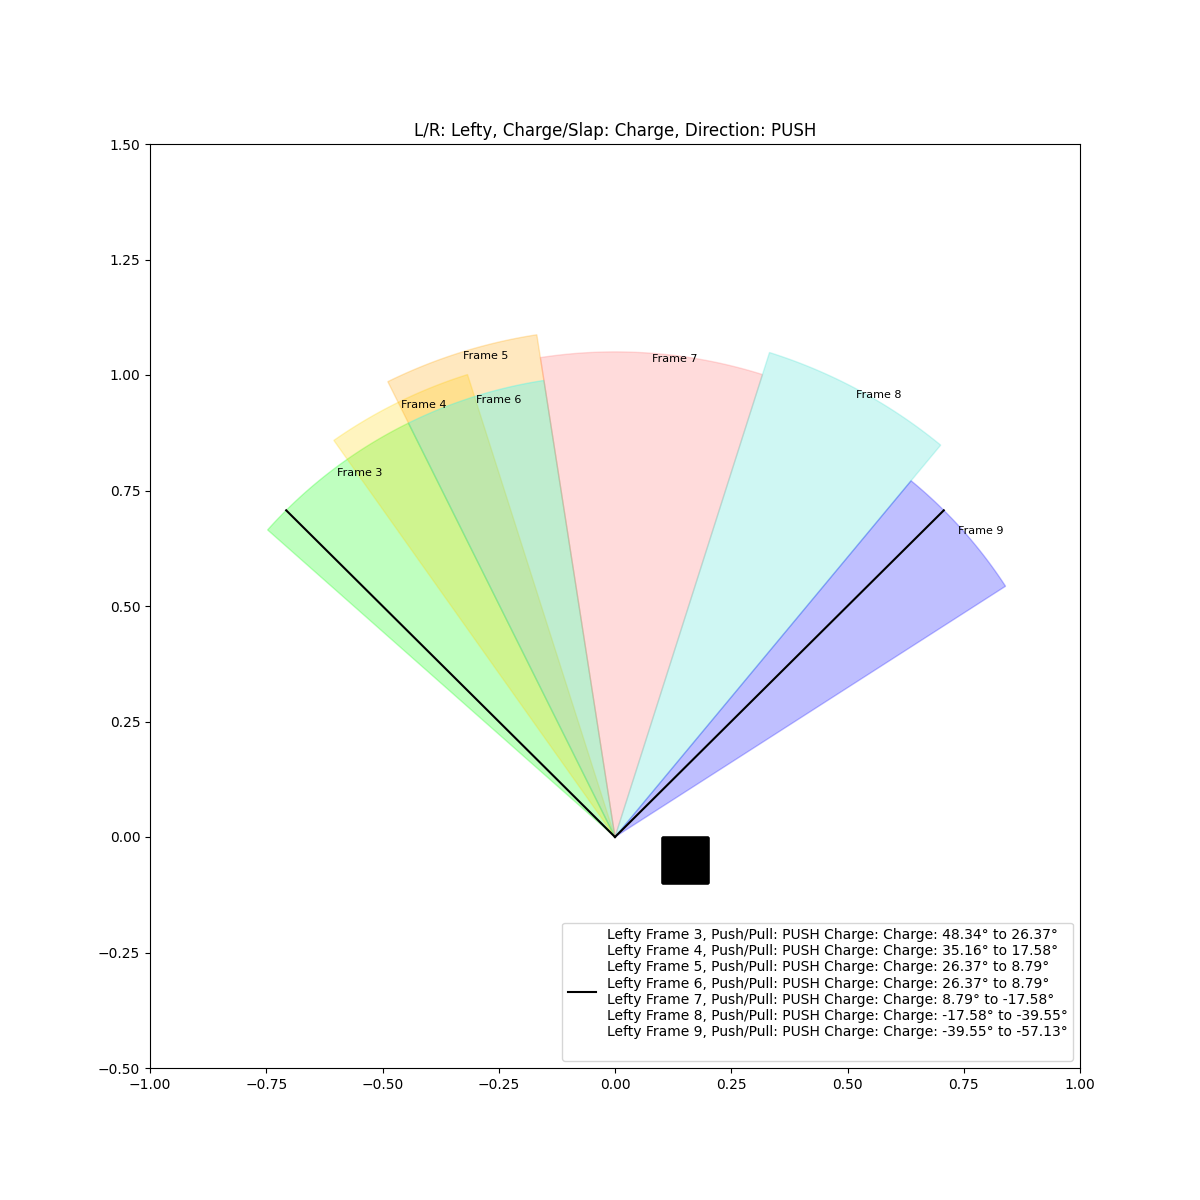 L/R: Lefty, Charge/Slap: Charge, Direction: PUSH
1.50
1.25
1.00
0.75
0.50
0.25
0.00
−0.25
−0.50
Frame 5
Frame 7
Frame 8
Frame 6
Frame 4
Frame 3
Frame 9
Lefty Frame 3, Push/Pull: PUSH Charge: Charge: 48.34° to 26.37°
Lefty Frame 4, Push/Pull: PUSH Charge: Charge: 35.16° to 17.58°
Lefty Frame 5, Push/Pull: PUSH Charge: Charge: 26.37° to 8.79°
Lefty Frame 6, Push/Pull: PUSH Charge: Charge: 26.37° to 8.79°
Lefty Frame 7, Push/Pull: PUSH Charge: Charge: 8.79° to -17.58°
Lefty Frame 8, Push/Pull: PUSH Charge: Charge: -17.58° to -39.55°
Lefty Frame 9, Push/Pull: PUSH Charge: Charge: -39.55° to -57.13°
−1.00 −0.75 −0.50 −0.25 0.00 0.25 0.50 0.75 1.00